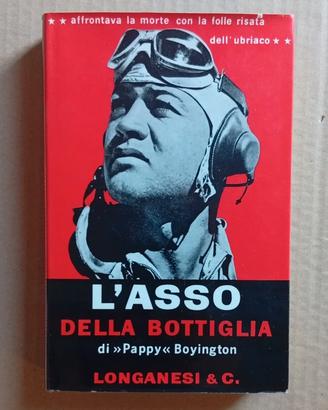 ★★ affrontava la morte con la folle risata
dell'ubriaco ★★
L'ASSO
DELLA BOTTIGLIA
di »Pappy« Boyington
LONGANESI & C.